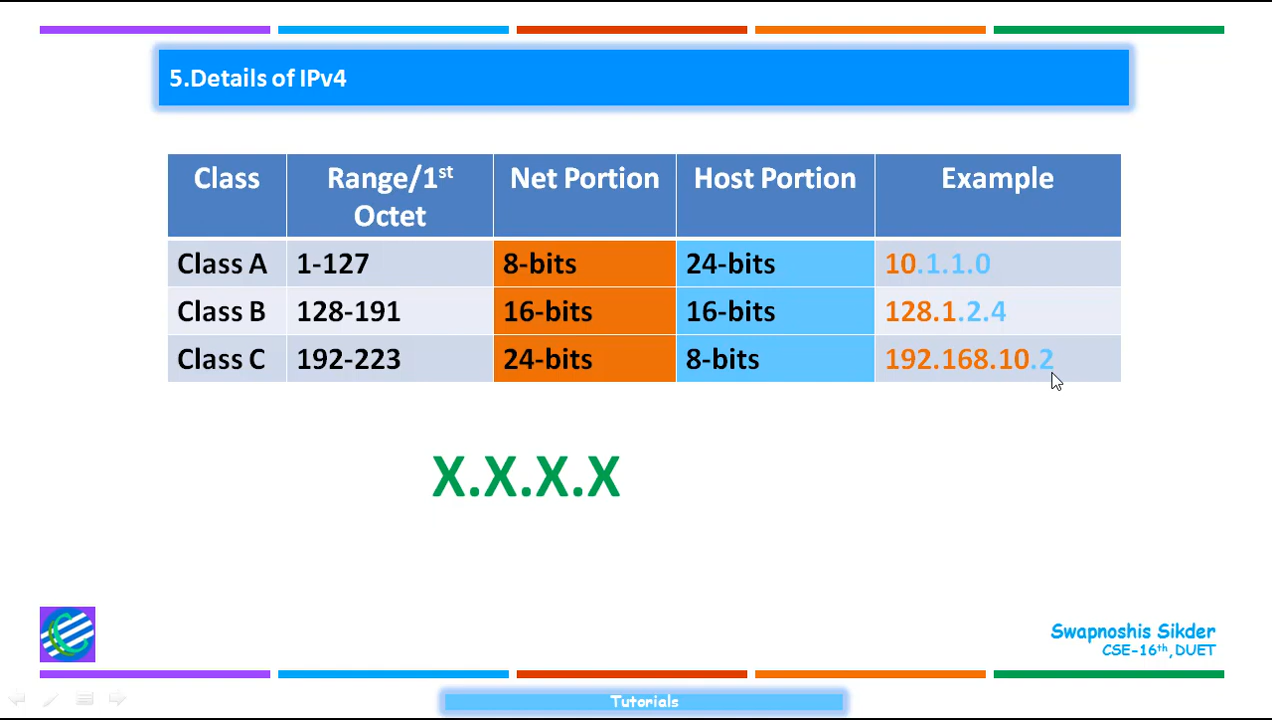 5.Details of IPv4
Class Range/1st Octet Net Portion Host Portion Example
Class A 1-127 8-bits 24-bits 10.1.1.0
Class B 128-191 16-bits 16-bits 128.1.2.4
Class C 192-223 24-bits 8-bits 192.168.10.2
X.X.X.X
Swapnoshis Sikder
CSE-16th,DUET
Tutorials